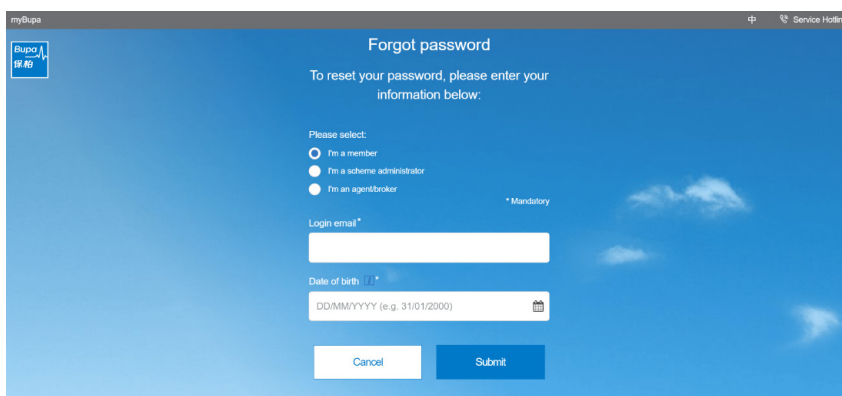 myBupa
中
Service Hotlin
Bupa
保柏
Forgot password
To reset your password, please enter your
information below:
Please select:
I'm a member
I'm a scheme administrator
I'm an agent/broker
* Mandatory
Login email*
Date of birth *
DD/MM/YYYY (e.g. 31/01/2000)
Cancel
Submit